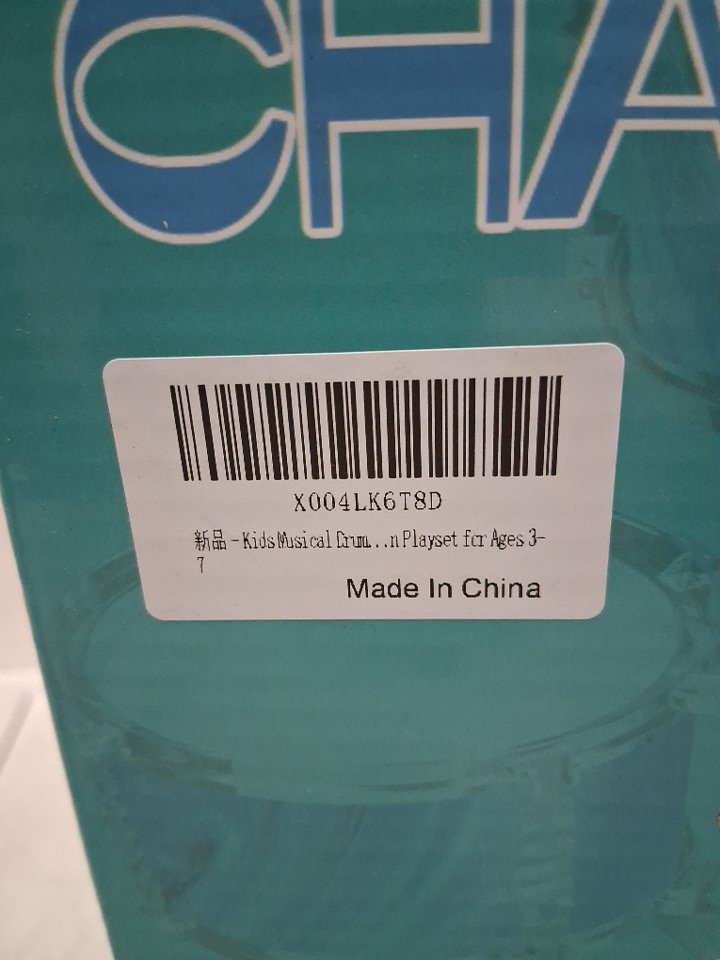 CHA
X004LK6T8D
新品 - Kids Musical Drum...n Playset for Ages 3-
7
Made In China